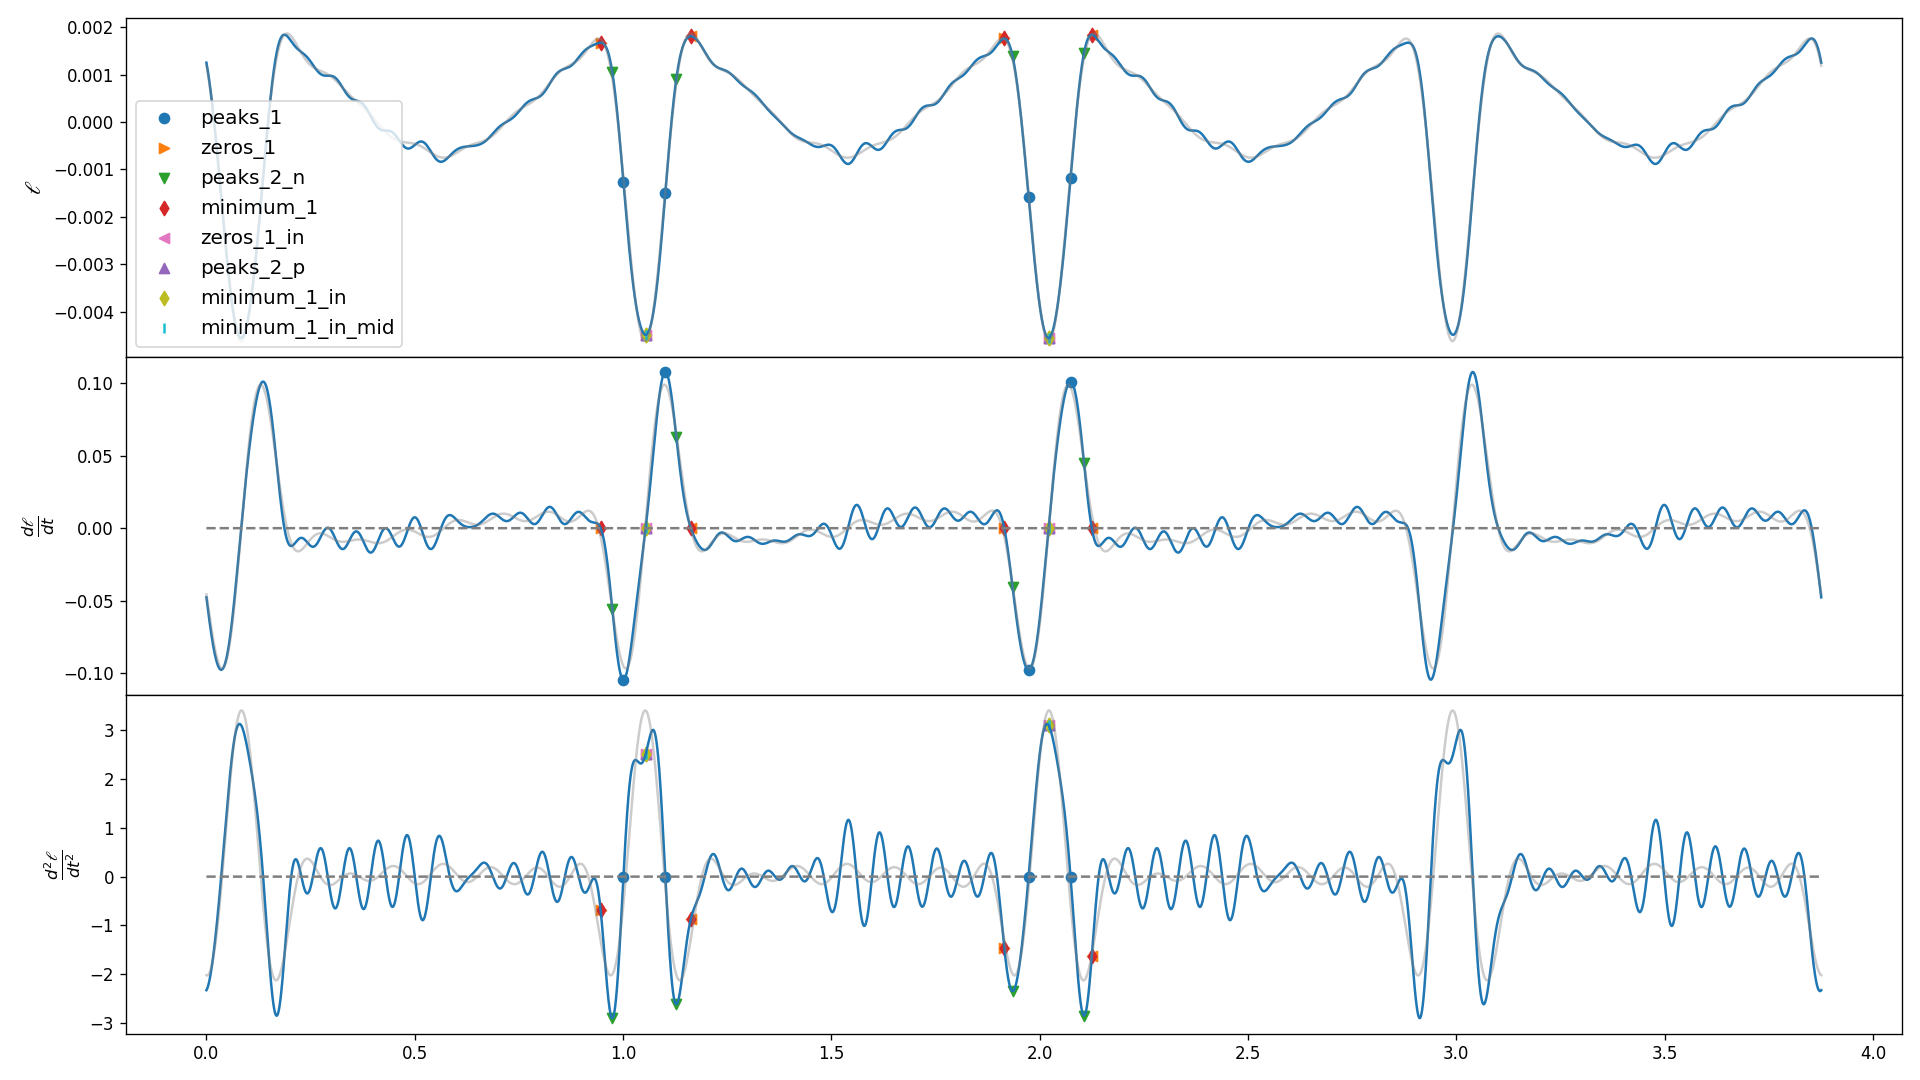 0.002
0.001
0.000
−0.001
−0.002
−0.003
−0.004
ℓ
peaks_1
zeros_1
peaks_2_n
minimum_1
zeros_1_in
peaks_2_p
minimum_1_in
minimum_1_in_mid
0.10
0.05
0.00
−0.05
−0.10
dℓ
dt
3
2
1
0
−1
−2
−3
d²ℓ
dt²
0.0 0.5 1.0 1.5 2.0 2.5 3.0 3.5 4.0